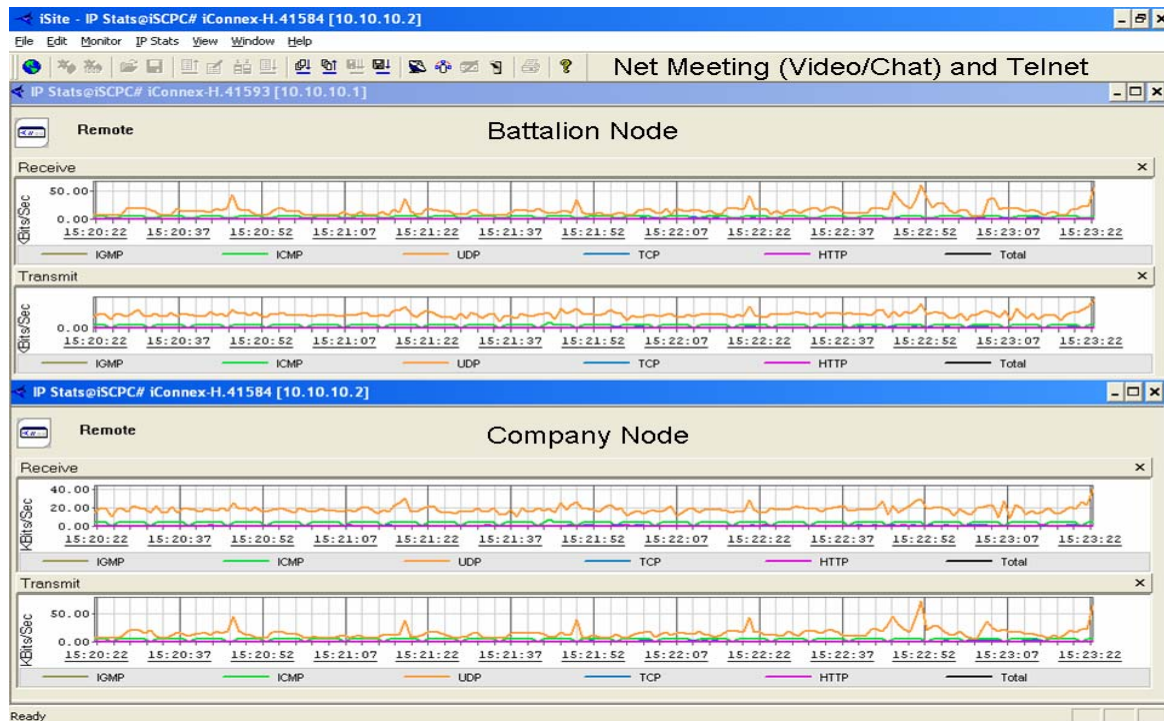 iSite - IP Stats@iSCPC# iConnex-H.41584 [10.10.10.2]
File Edit Monitor IP Stats View Window Help
Net Meeting (Video/Chat) and Telnet
IP Stats@iSCPC# iConnex-H.41593 [10.10.10.1]
Remote
Battalion Node
Receive
50.00
0.00
KBits/Sec
15:20:22 15:20:37 15:20:52 15:21:07 15:21:22 15:21:37 15:21:52 15:22:07 15:22:22 15:22:37 15:22:52 15:23:07 15:23:22
IGMP ICMP UDP TCP HTTP Total
Transmit
0.00
KBits/Sec
15:20:22 15:20:37 15:20:52 15:21:07 15:21:22 15:21:37 15:21:52 15:22:07 15:22:22 15:22:37 15:22:52 15:23:07 15:23:22
IGMP ICMP UDP TCP HTTP Total
IP Stats@iSCPC# iConnex-H.41584 [10.10.10.2]
Remote
Company Node
Receive
40.00
20.00
0.00
KBits/Sec
15:20:22 15:20:37 15:20:52 15:21:07 15:21:22 15:21:37 15:21:52 15:22:07 15:22:22 15:22:37 15:22:52 15:23:07 15:23:22
IGMP ICMP UDP TCP HTTP Total
Transmit
50.00
0.00
KBits/Sec
15:20:22 15:20:37 15:20:52 15:21:07 15:21:22 15:21:37 15:21:52 15:22:07 15:22:22 15:22:37 15:22:52 15:23:07 15:23:22
IGMP ICMP UDP TCP HTTP Total
Ready